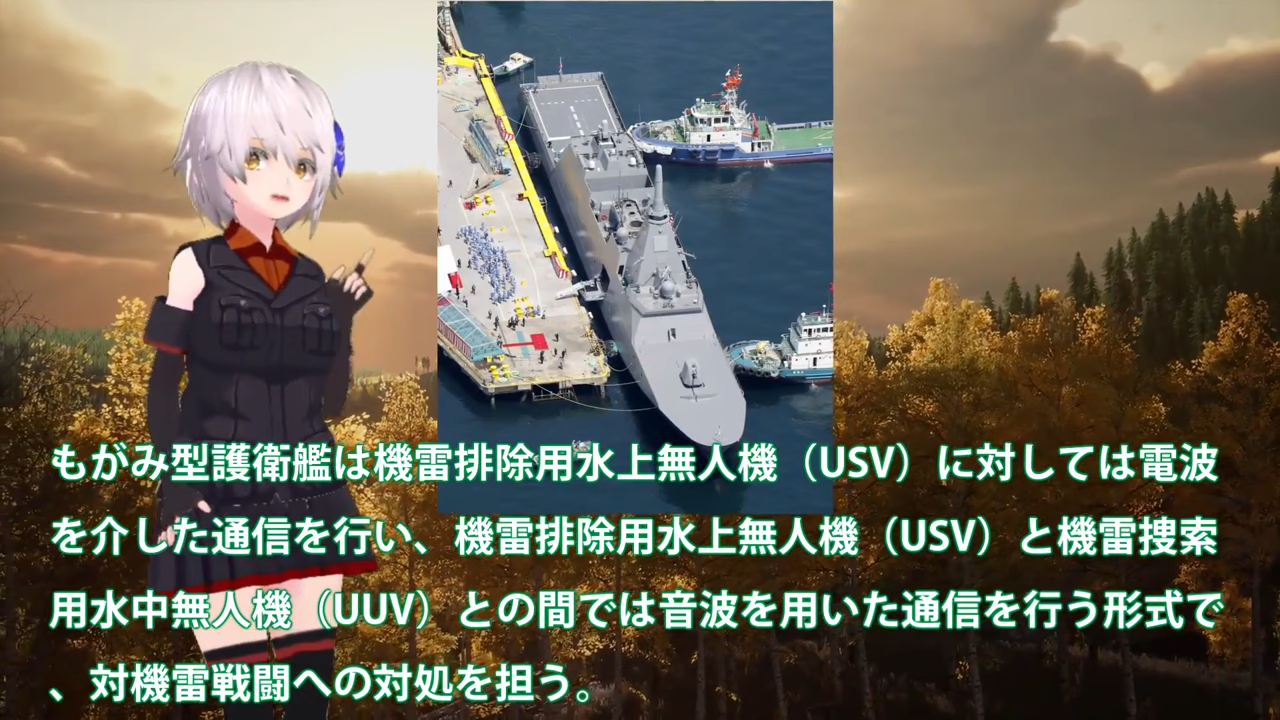 もがみ型護衛艦は機雷排除用水上無人機（USV）に対しては電波
を介した通信を行い、機雷排除用水上無人機（USV）と機雷捜索
用水中無人機（UUV）との間では音波を用いた通信を行う形式で
、対機雷戦闘への対処を担う。